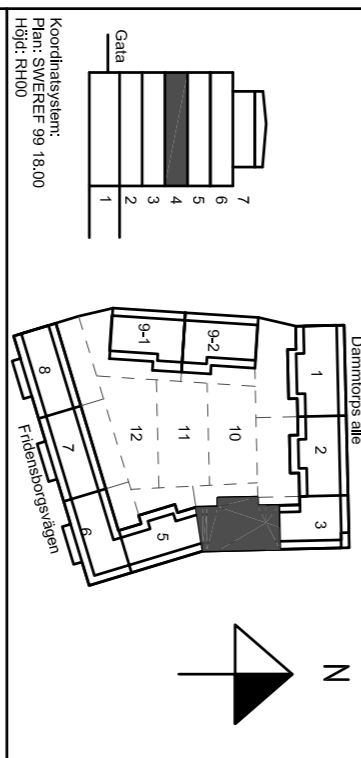 Koordinatsystem:
Plan: SWEREF 99 18.00
Höjd: RH00
Gata
1
2
3
4
5
6
7
Dammtorps alle
1
2
3
9-1
9-2
10
11
12
5
6
7
8
Fridensborgsvägen
N